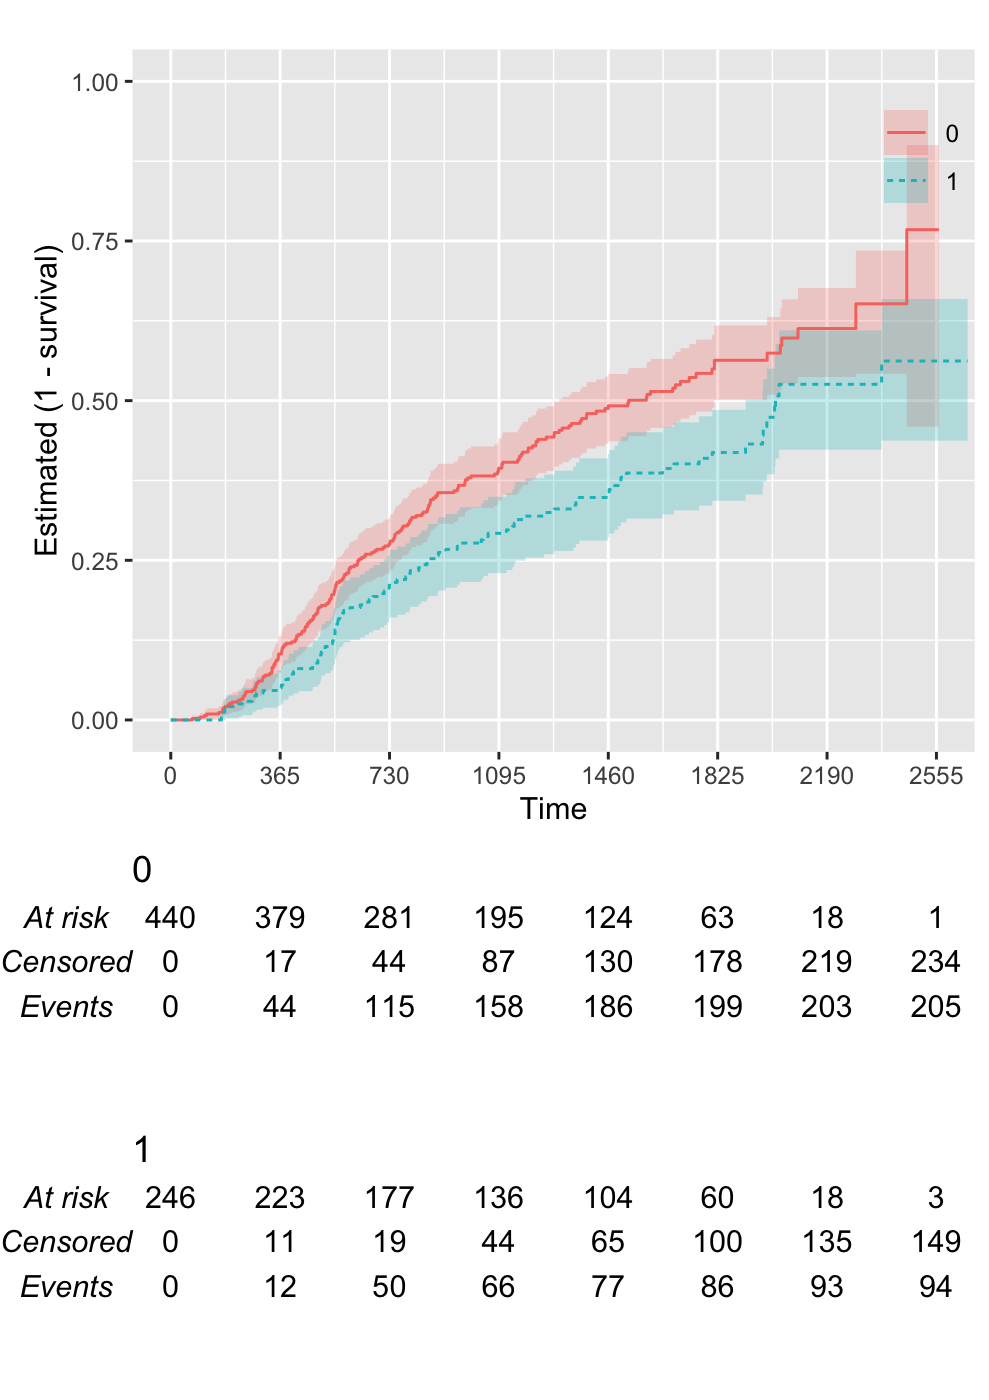 1.00
0
1
0.75
Estimated (1 - survival)
0.50
0.25
0.00
0 365 730 1095 1460 1825 2190 2555
Time
0
At risk 440 379 281 195 124 63 18 1
Censored 0 17 44 87 130 178 219 234
Events 0 44 115 158 186 199 203 205
1
At risk 246 223 177 136 104 60 18 3
Censored 0 11 19 44 65 100 135 149
Events 0 12 50 66 77 86 93 94